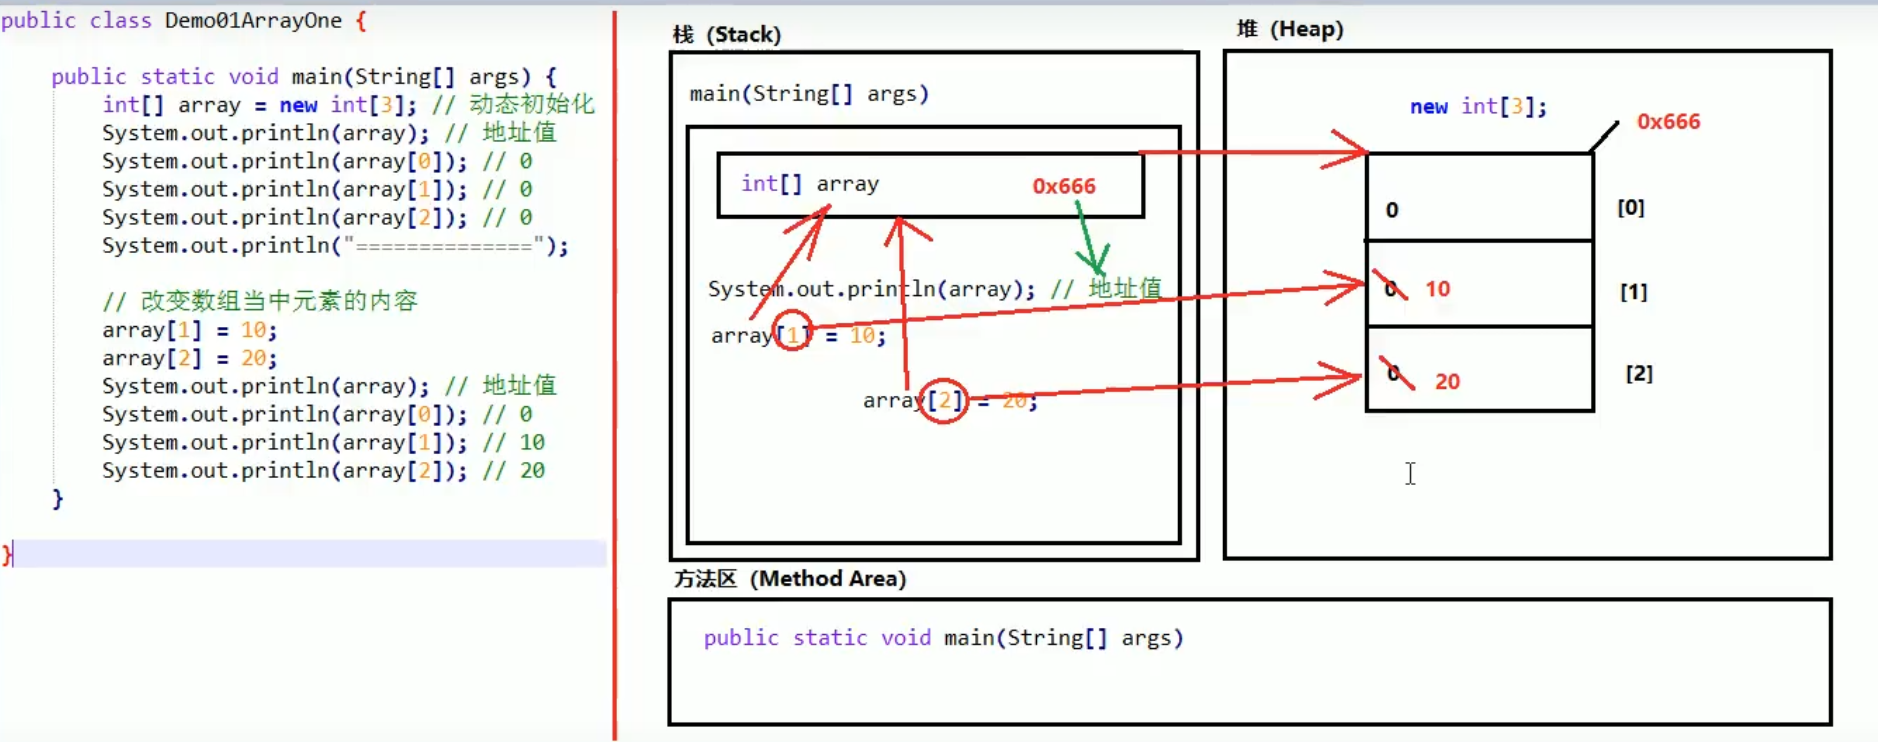 public class Demo01ArrayOne {
public static void main(String[] args) {
int[] array = new int[3]; // 动态初始化
System.out.println(array); // 地址值
System.out.println(array[0]); // 0
System.out.println(array[1]); // 0
System.out.println(array[2]); // 0
System.out.println("==============");
// 改变数组当中元素的内容
array[1] = 10;
array[2] = 20;
System.out.println(array); // 地址值
System.out.println(array[0]); // 0
System.out.println(array[1]); // 10
System.out.println(array[2]); // 20
}
}
栈（Stack）
main(String[] args)
int[] array 0x666
System.out.println(array); // 地址值
array[1] = 10;
array[2] = 20;
堆（Heap）
new int[3];
0x666
0 [0]
0 10 [1]
0 20 [2]
方法区（Method Area）
public static void main(String[] args)